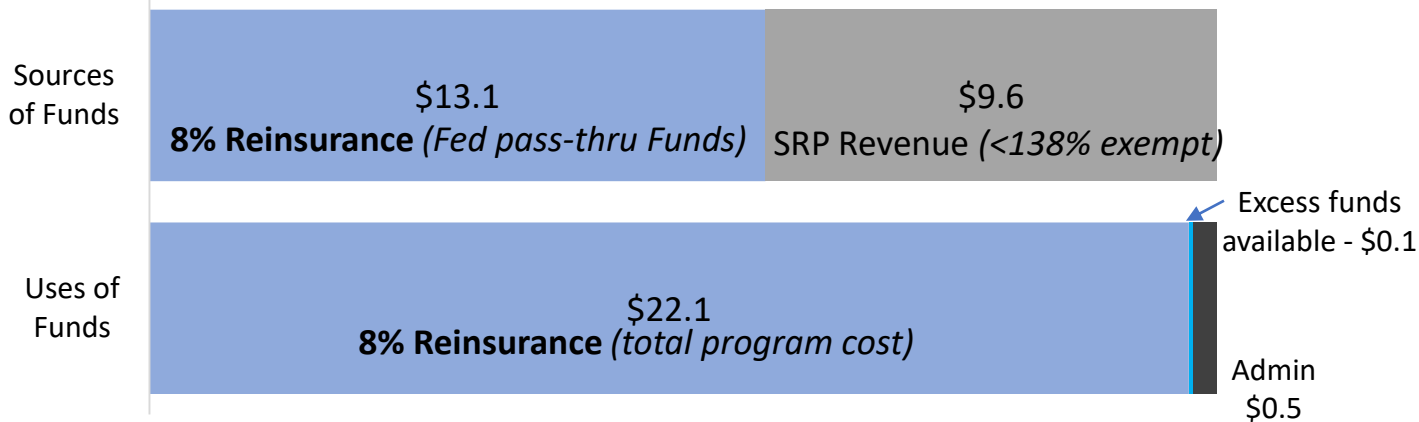 Sources
of Funds
$13.1
8% Reinsurance (Fed pass-thru Funds)
$9.6
SRP Revenue (<138% exempt)
Excess funds
available - $0.1
Uses of
Funds
$22.1
8% Reinsurance (total program cost)
Admin
$0.5